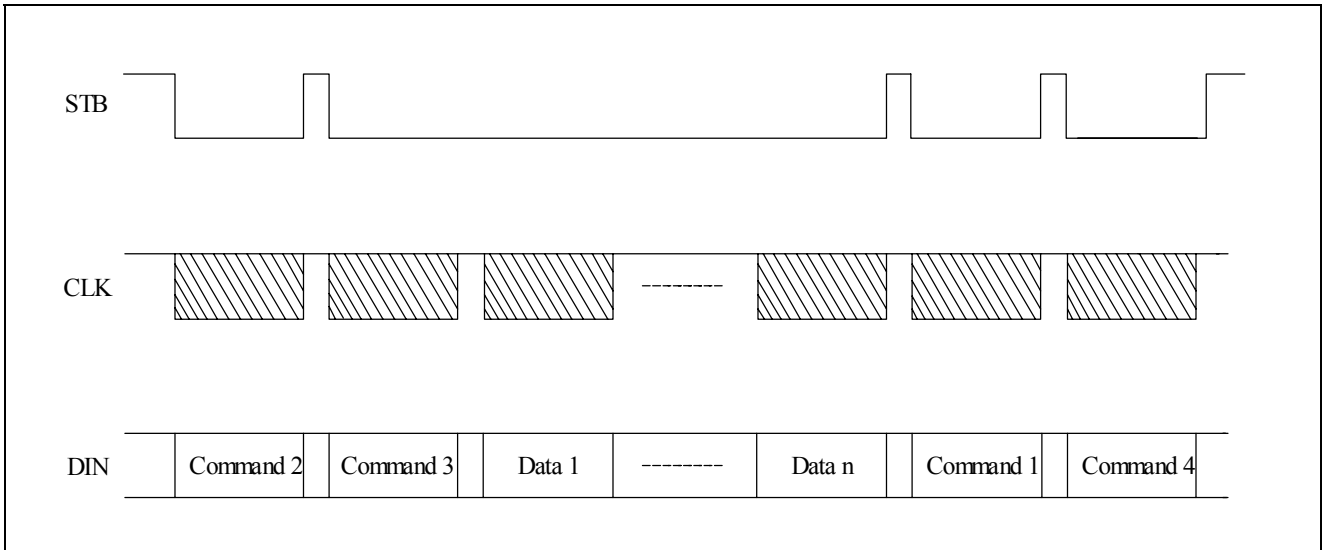 STB
CLK
DIN Command 2 Command 3 Data 1 Data n Command 1 Command 4